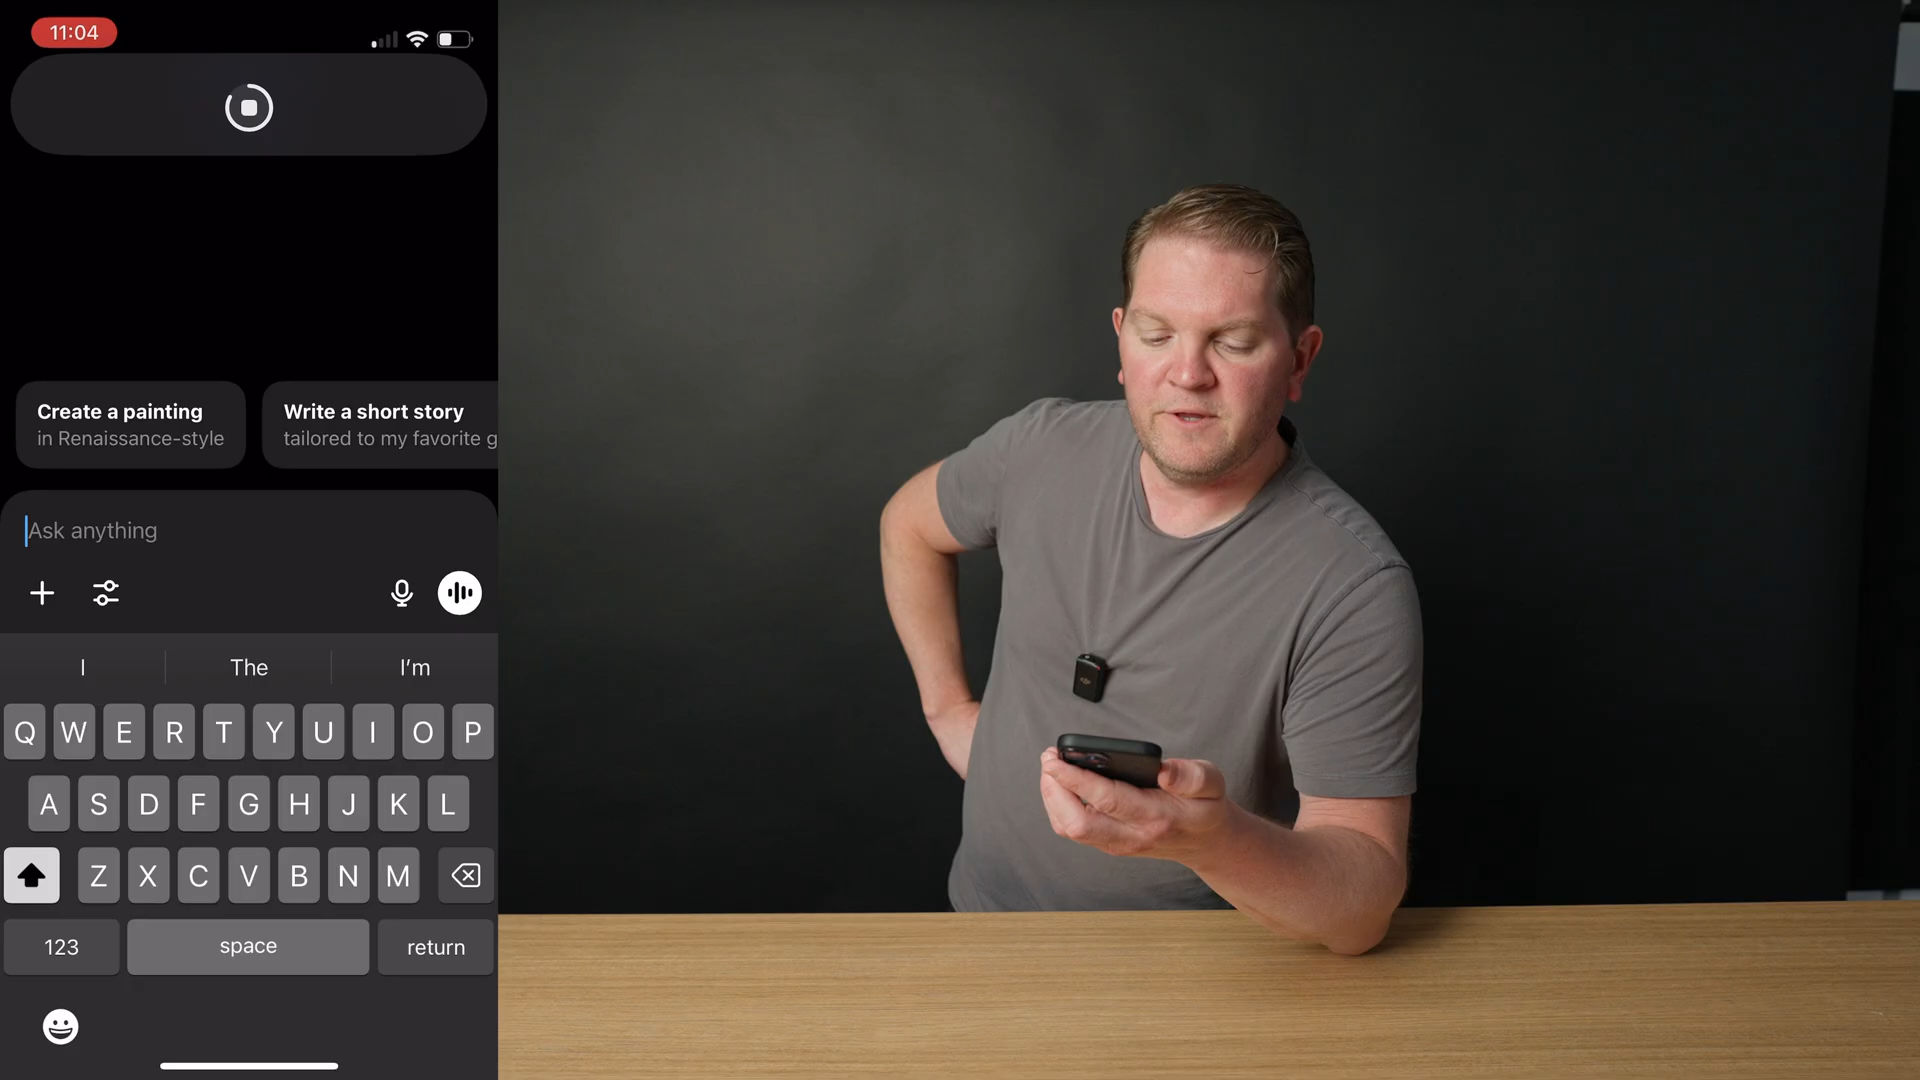 11:04
Create a painting
in Renaissance-style
Write a short story
tailored to my favorite g
Ask anything
I The I'm
Q W E R T Y U I O P
A S D F G H J K L
Z X C V B N M
123 space return